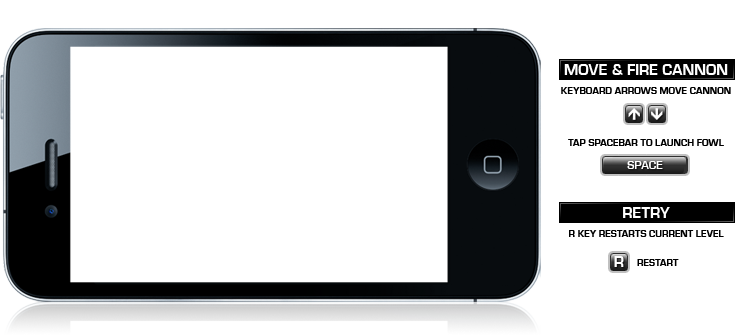 MOVE & FIRE CANNON
KEYBOARD ARROWS MOVE CANNON
TAP SPACEBAR TO LAUNCH FOWL
SPACE
RETRY
R KEY RESTARTS CURRENT LEVEL
R RESTART